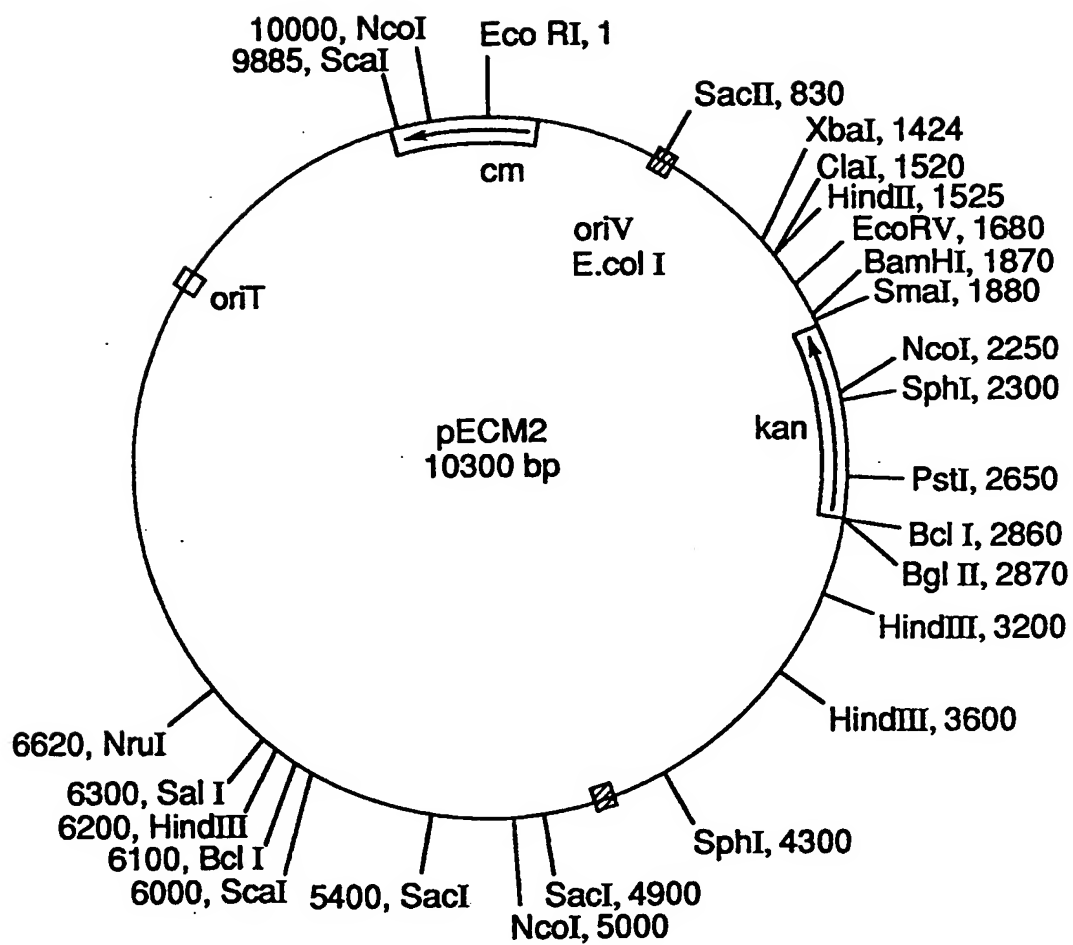 10000, NcoI
9885, ScaI
Eco RI, 1
SacII, 830
XbaI, 1424
ClaI, 1520
HindII, 1525
EcoRV, 1680
BamHI, 1870
SmaI, 1880
NcoI, 2250
SphI, 2300
PstI, 2650
Bcl I, 2860
Bgl II, 2870
HindIII, 3200
HindIII, 3600
SphI, 4300
SacI, 4900
NcoI, 5000
5400, SacI
6000, ScaI
6100, Bcl I
6200, HindIII
6300, Sal I
6620, NruI
cm
oriV
E.col I
oriT
kan
pECM2
10300 bp